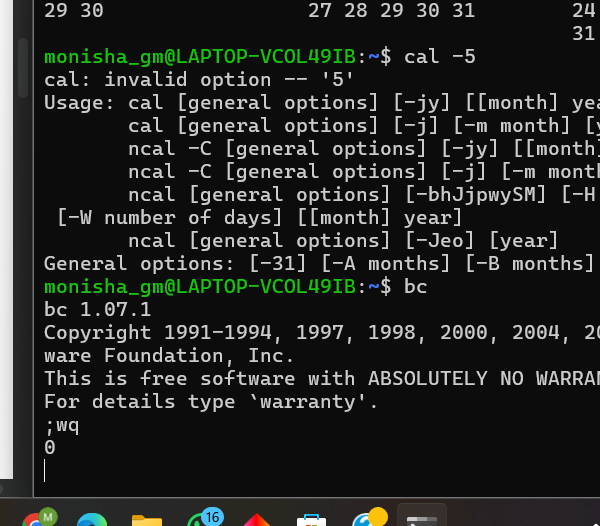 29 30 27 28 29 30 31 24
31
monisha_gm@LAPTOP-VCOL49IB:~$ cal -5
cal: invalid option -- '5'
Usage: cal [general options] [-jy] [[month] yea
cal [general options] [-j] [-m month] [y
ncal -C [general options] [-jy] [[month]
ncal -C [general options] [-j] [-m month
ncal [general options] [-bhJjpwySM] [-H
[-W number of days] [[month] year]
ncal [general options] [-Jeo] [year]
General options: [-31] [-A months] [-B months]
monisha_gm@LAPTOP-VCOL49IB:~$ bc
bc 1.07.1
Copyright 1991-1994, 1997, 1998, 2000, 2004, 20
ware Foundation, Inc.
This is free software with ABSOLUTELY NO WARRAN
For details type `warranty'.
;wq
0
M 16